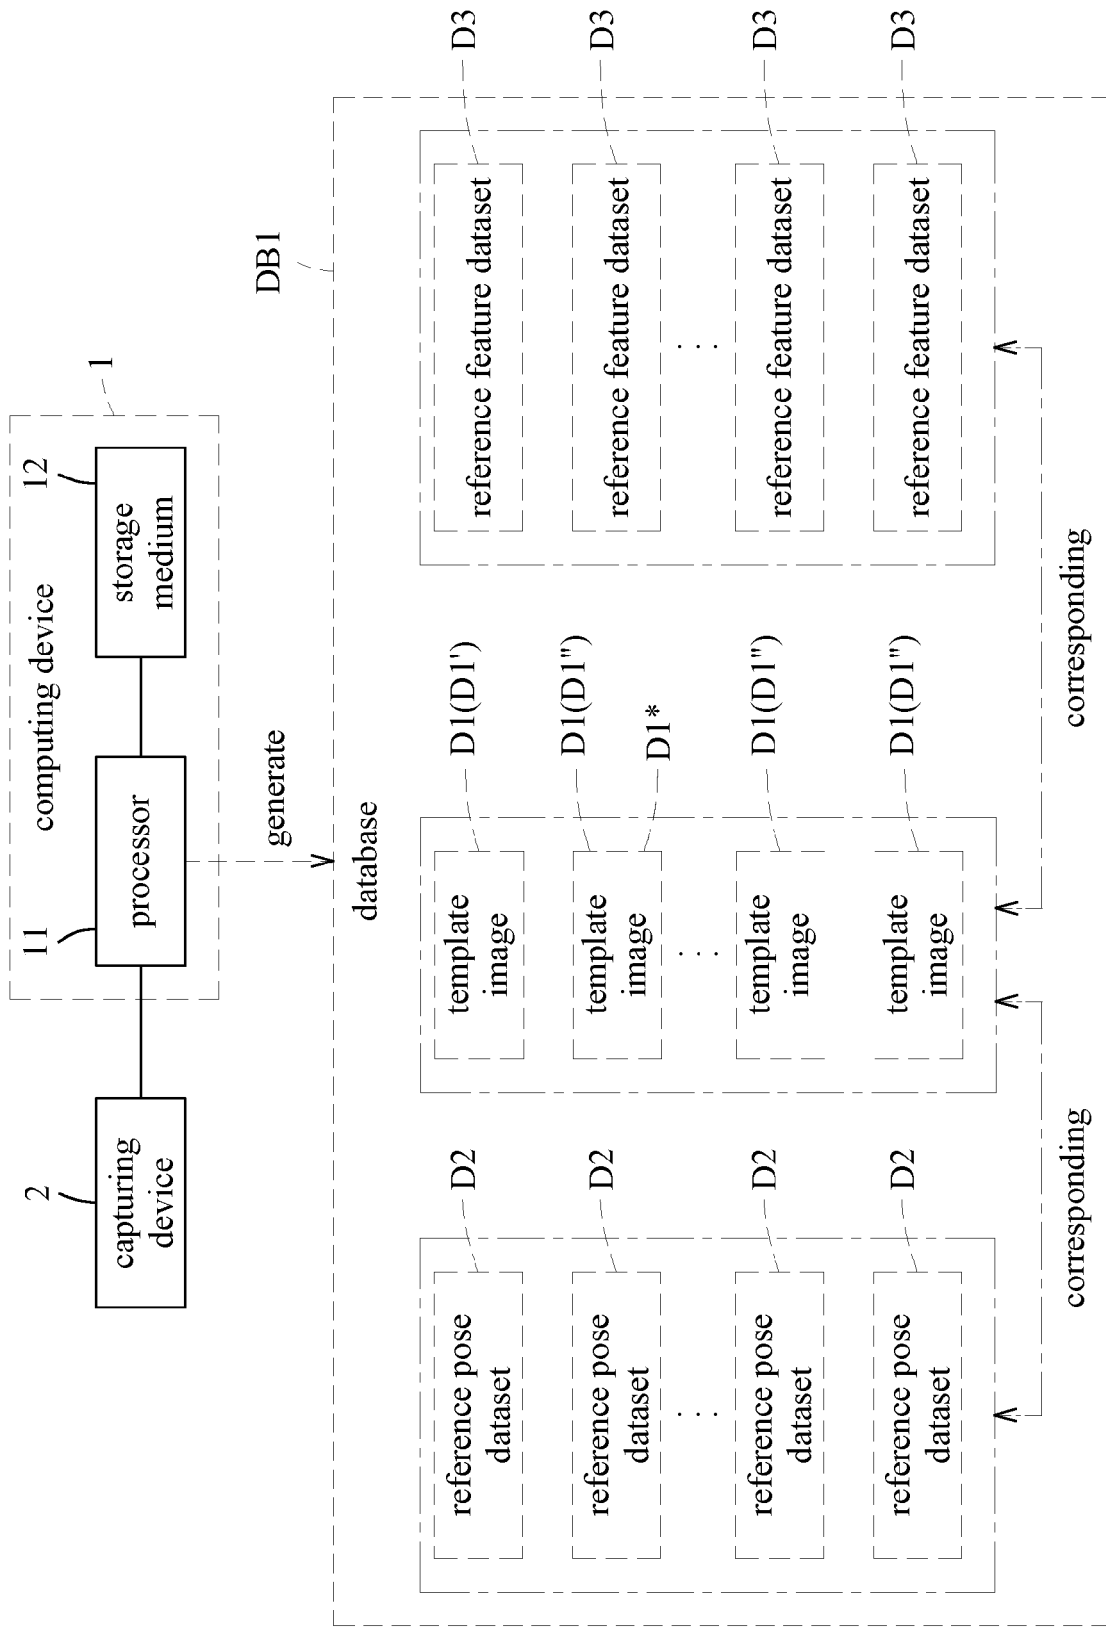 2
capturing
device
11
processor
computing device
12
storage
medium
1
generate
DB1
database
reference pose
dataset
D2
reference pose
dataset
D2
. . .
reference pose
dataset
D2
reference pose
dataset
D2
template
image
D1(D1')
template
image
D1(D1")
D1*
. . .
template
image
D1(D1")
template
image
D1(D1")
reference feature dataset
D3
reference feature dataset
D3
. . .
reference feature dataset
D3
reference feature dataset
D3
corresponding
corresponding